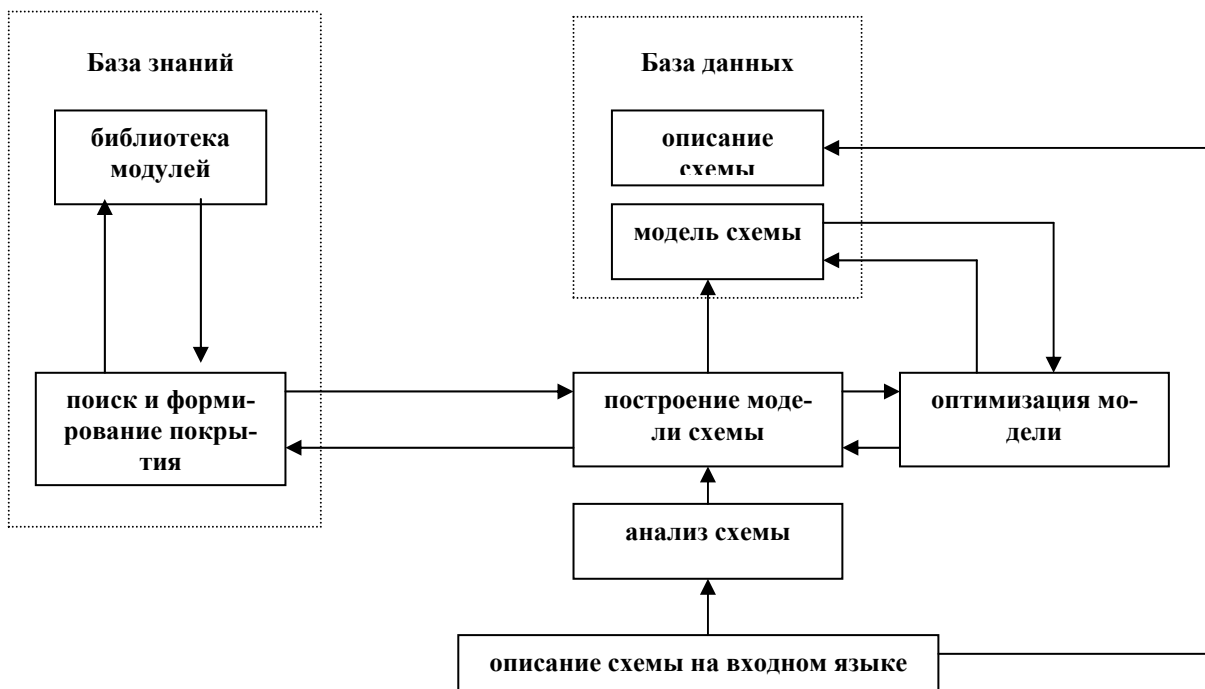 База знаний
библиотека
модулей
поиск и форми-
рование покры-
тия
База данных
описание
схемы
модель схемы
построение моде-
ли схемы
оптимизация мо-
дели
анализ схемы
описание схемы на входном языке